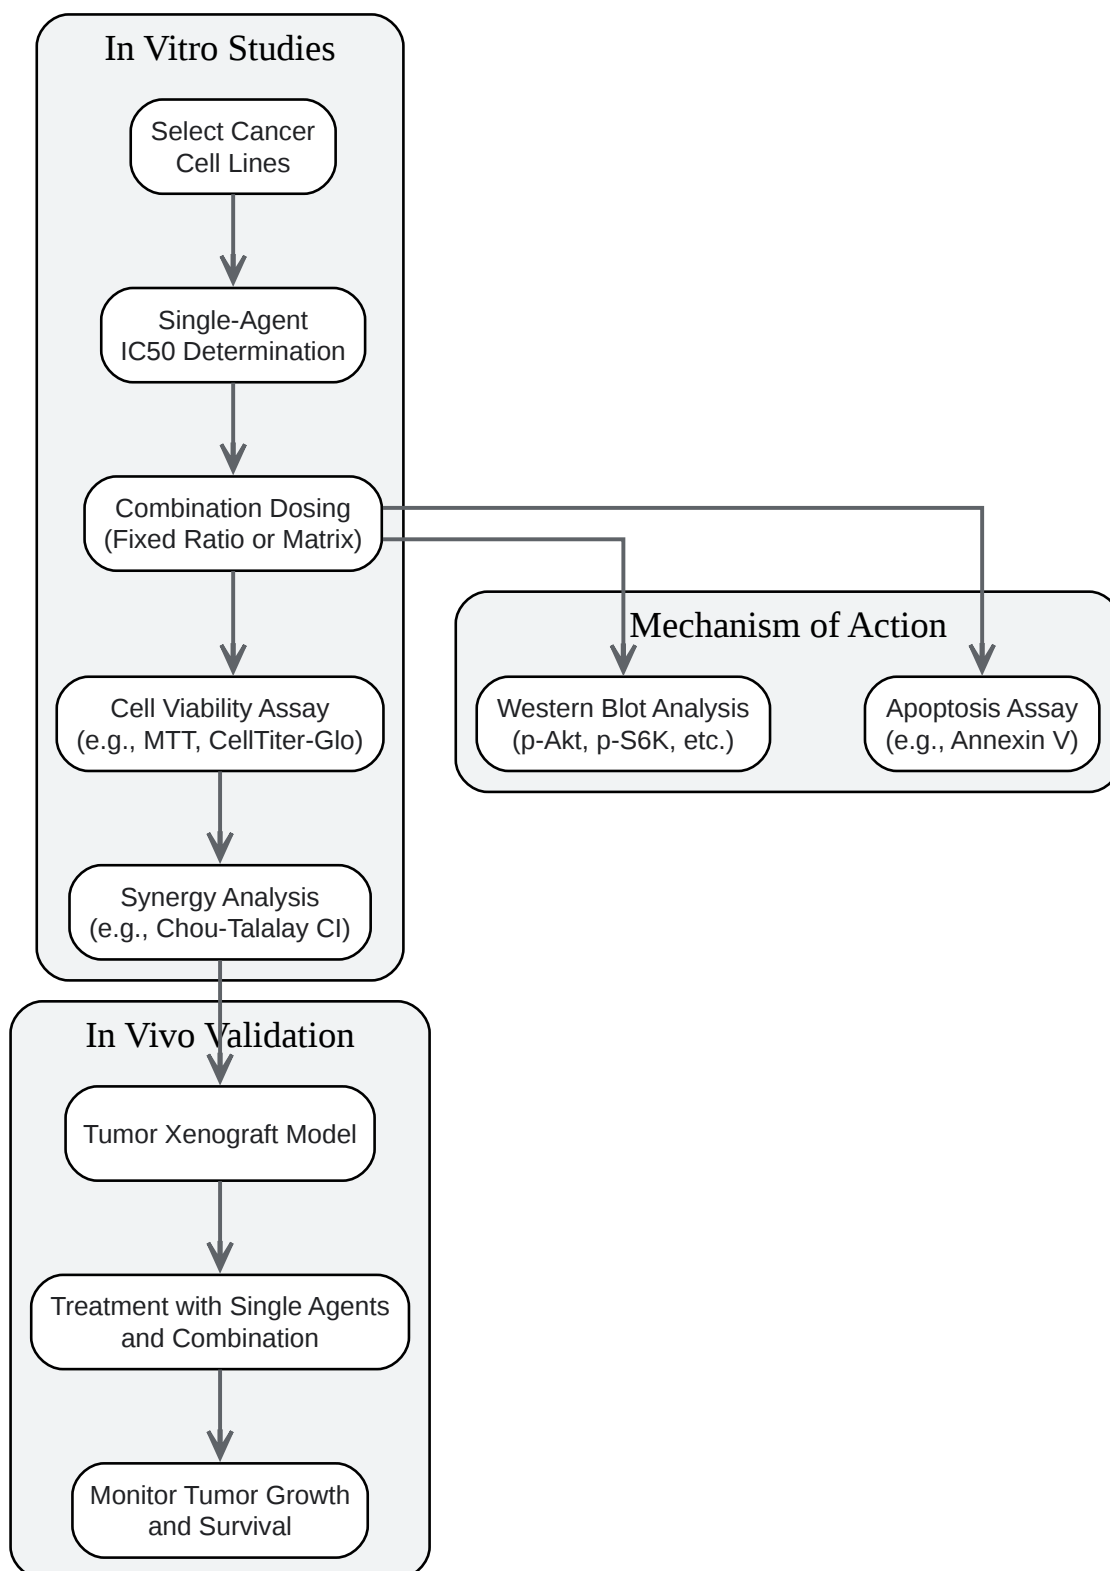 In Vitro Studies
Select Cancer
Cell Lines
Single-Agent
IC50 Determination
Combination Dosing
(Fixed Ratio or Matrix)
Mechanism of Action
Cell Viability Assay
(e.g., MTT, CellTiter-Glo)
Western Blot Analysis
(p-Akt, p-S6K, etc.)
Apoptosis Assay
(e.g., Annexin V)
Synergy Analysis
(e.g., Chou-Talalay CI)
In Vivo Validation
Tumor Xenograft Model
Treatment with Single Agents
and Combination
Monitor Tumor Growth
and Survival